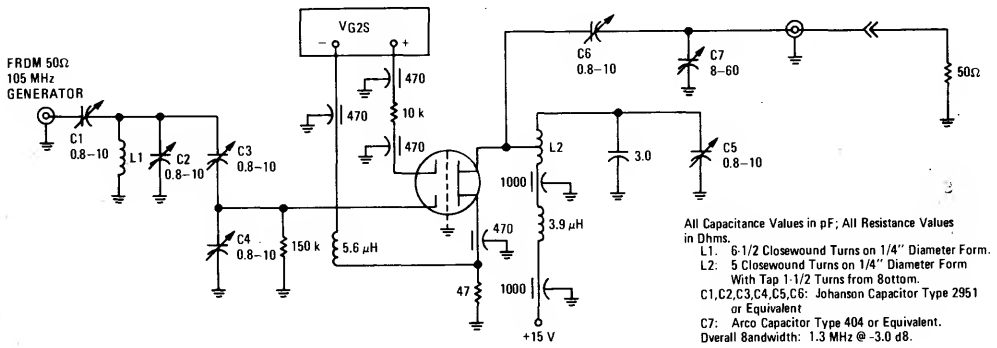 VG2S
- +
FRDM 50Ω
105 MHz
GENERATOR
C1
0.8–10
L1
C2
0.8–10
C3
0.8–10
C4
0.8–10
150 k
5.6 μH
470
470
10 k
470
470
47
1000
3.9 μH
1000
+15 V
L2
C6
0.8–10
C7
8–60
3.0
C5
0.8–10
50Ω
All Capacitance Values in pF; All Resistance Values
in Dhms.
L1. 6-1/2 Closewound Turns on 1/4" Diameter Form.
L2: 5 Closewound Turns on 1/4" Diameter Form
With Tap 1-1/2 Turns from 8ottom.
C1,C2,C3,C4,C5,C6: Johanson Capacitor Type 2951
or Equivalent
C7: Arco Capacitor Type 404 or Equivalent.
Dverall 8andwidth: 1.3 MHz @ -3.0 d8.